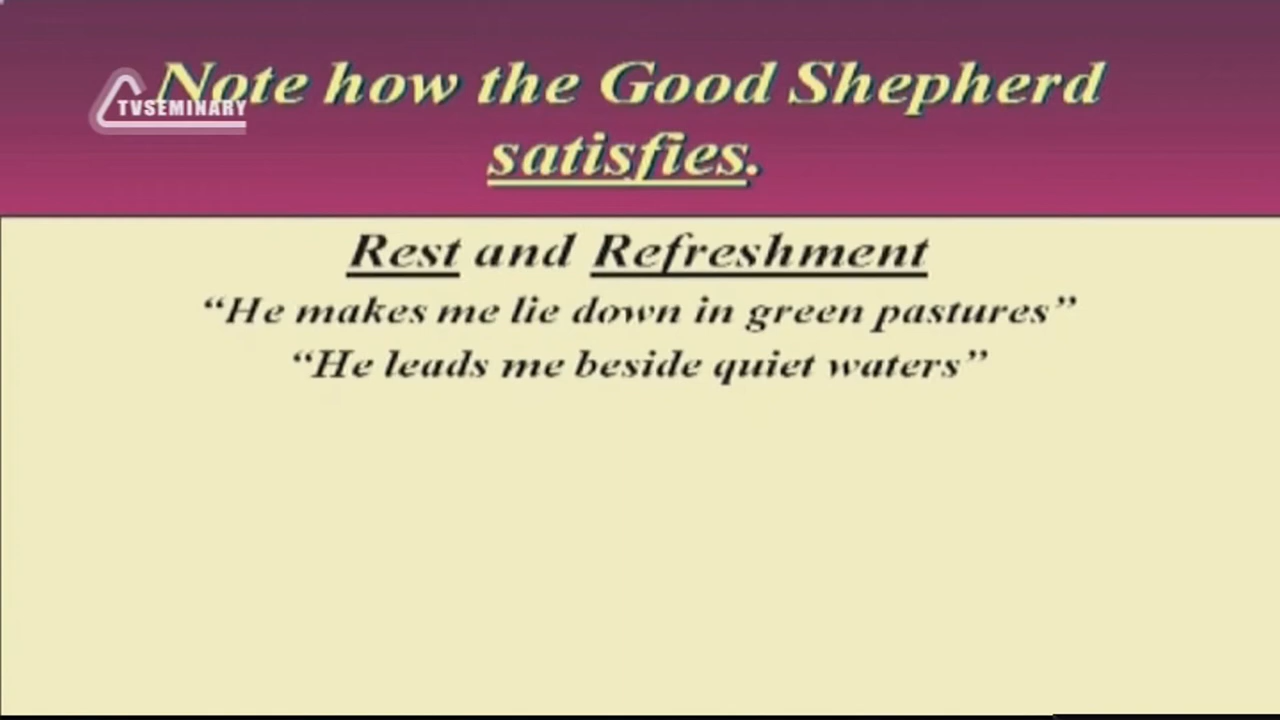 Note how the Good Shepherd
TVSEMINARY
satisfies.
Rest and Refreshment
“He makes me lie down in green pastures”
“He leads me beside quiet waters”